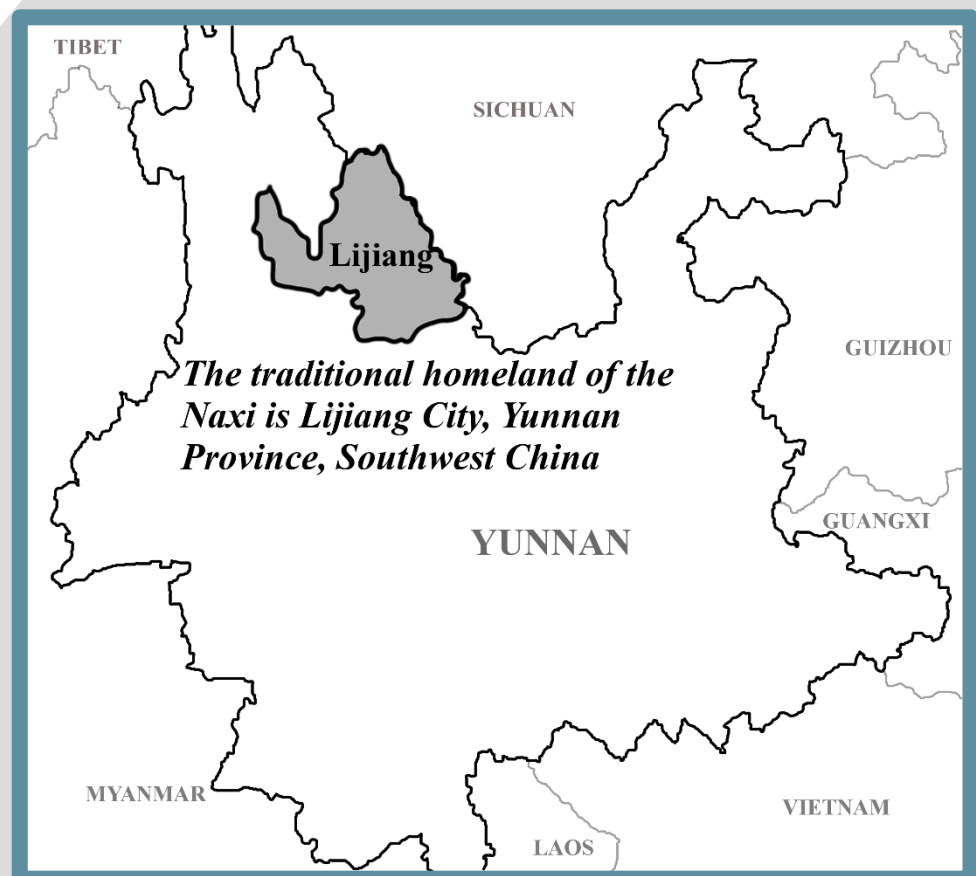 TIBET
SICHUAN
Lijiang
GUIZHOU
The traditional homeland of the
Naxi is Lijiang City, Yunnan
Province, Southwest China
GUANGXI
YUNNAN
MYANMAR
VIETNAM
LAOS